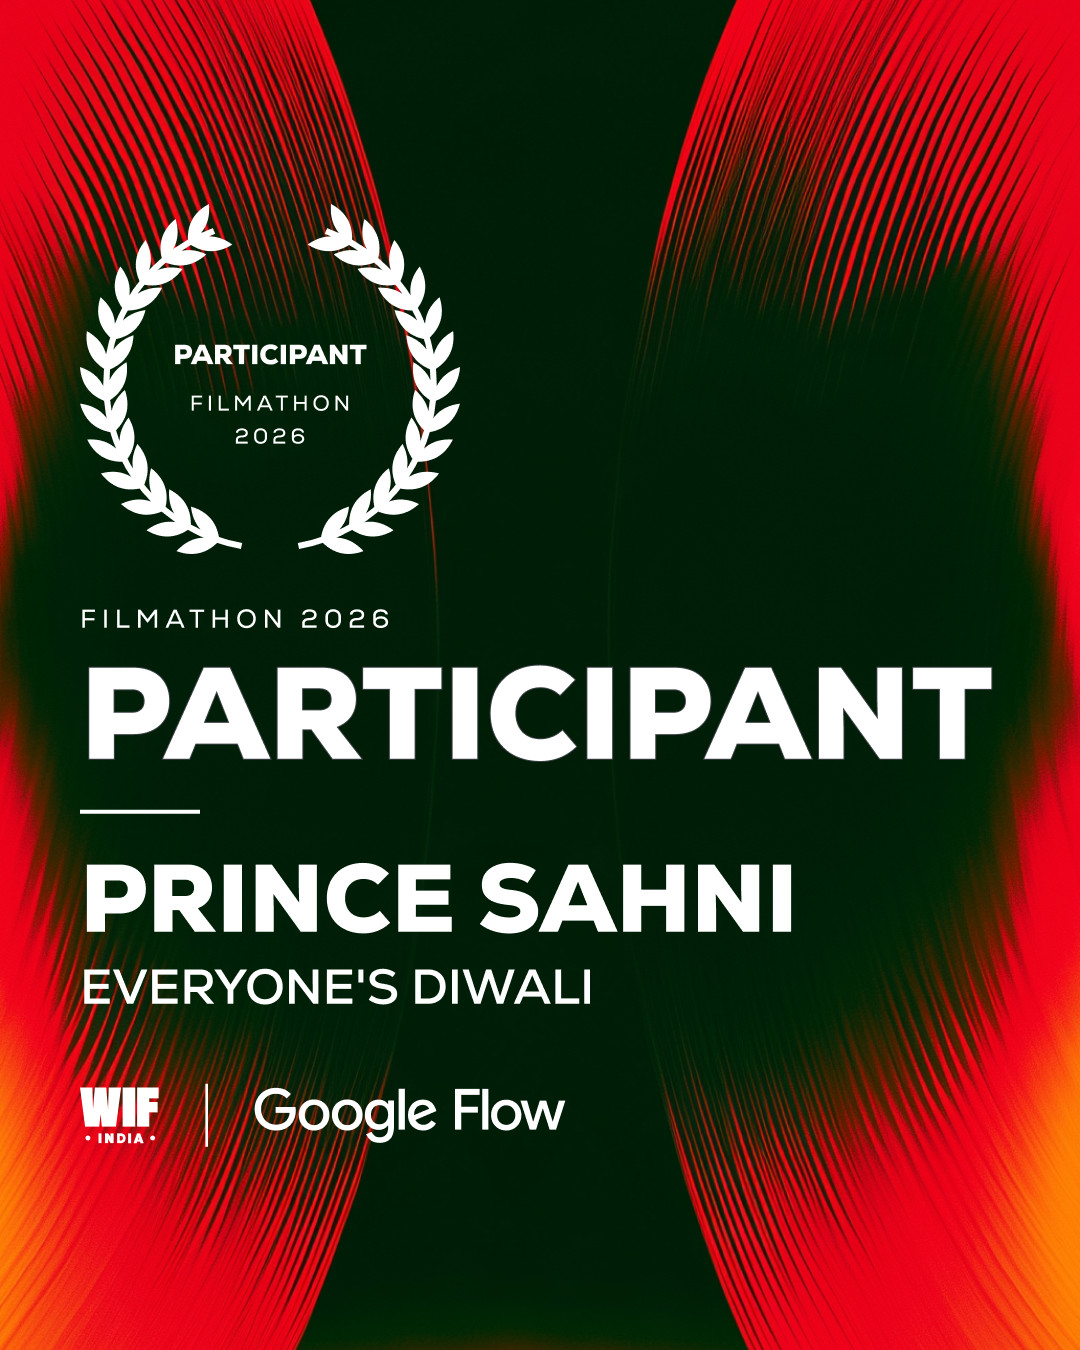 PARTICIPANT
FILMATHON
2026
FILMATHON 2026
PARTICIPANT
PRINCE SAHNI
EVERYONE'S DIWALI
WIF
• INDIA •
Google Flow